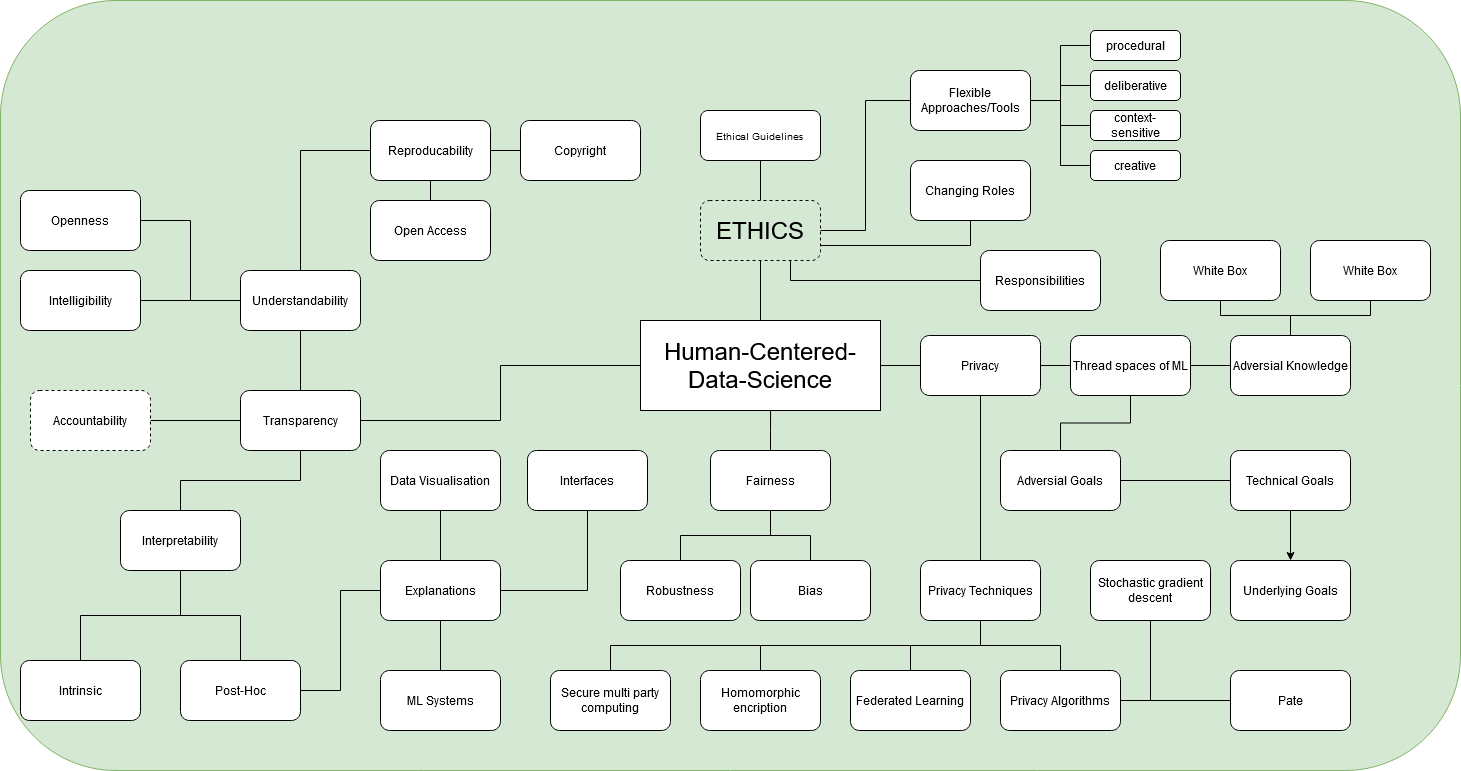 procedural
Flexible
Approaches/Tools
deliberative
context-
sensitive
creative
Ethical Guidelines
Reproducability
Copyright
Changing Roles
Openness
Open Access
ETHICS
White Box
White Box
Intelligibility
Understandability
Responsibilities
Human-Centered-
Data-Science
Privacy
Thread spaces of ML
Adversial Knowledge
Accountability
Transparency
Data Visualisation
Interfaces
Fairness
Adversial Goals
Technical Goals
Interpretability
Explanations
Robustness
Bias
Privacy Techniques
Stochastic gradient
descent
Underlying Goals
Intrinsic
Post-Hoc
ML Systems
Secure multi party
computing
Homomorphic
encription
Federated Learning
Privacy Algorithms
Pate